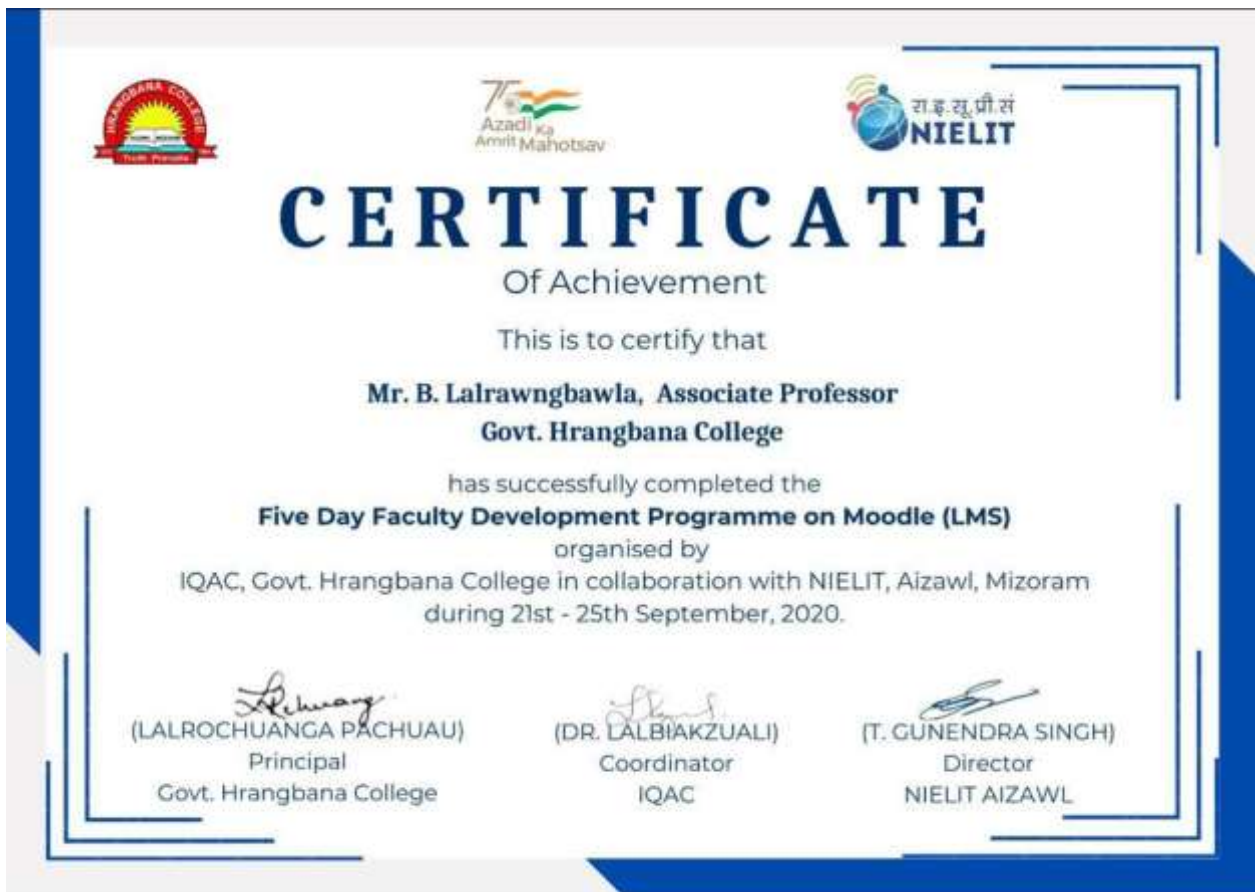 HRANGBANA COLLEGE
75
Azadi Ka
Amrit Mahotsav
रा.इ.सू.प्रौ.सं
NIELIT
CERTIFICATE
Of Achievement
This is to certify that
Mr. B. Lalrawngbawla, Associate Professor
Govt. Hrangbana College
has successfully completed the
Five Day Faculty Development Programme on Moodle (LMS)
organised by
IQAC, Govt. Hrangbana College in collaboration with NIELIT, Aizawl, Mizoram
during 21st - 25th September, 2020.
(LALROCHUANGA PACHUAU)
Principal
Govt. Hrangbana College
(DR. LALBIAKZUALI)
Coordinator
IQAC
(T. GUNENDRA SINGH)
Director
NIELIT AIZAWL